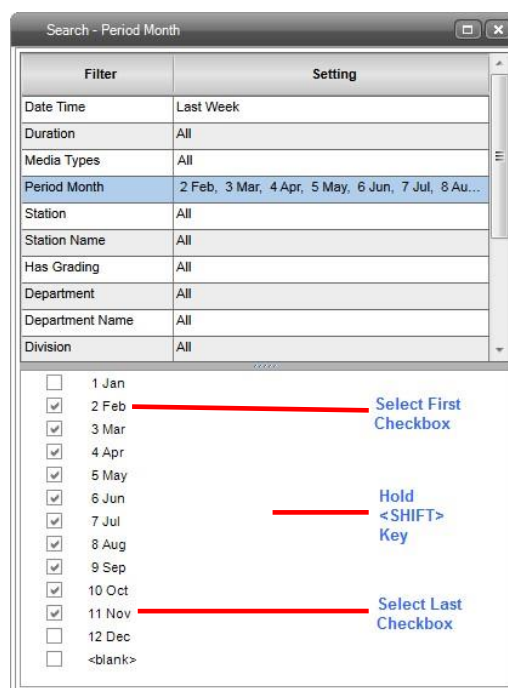 Search - Period Month
Filter Setting
Date Time Last Week
Duration All
Media Types All
Period Month 2 Feb, 3 Mar, 4 Apr, 5 May, 6 Jun, 7 Jul, 8 Au...
Station All
Station Name All
Has Grading All
Department All
Department Name All
Division All
1 Jan
2 Feb
3 Mar
4 Apr
5 May
6 Jun
7 Jul
8 Aug
9 Sep
10 Oct
11 Nov
12 Dec
<blank>
Select First
Checkbox
Hold
<SHIFT>
Key
Select Last
Checkbox